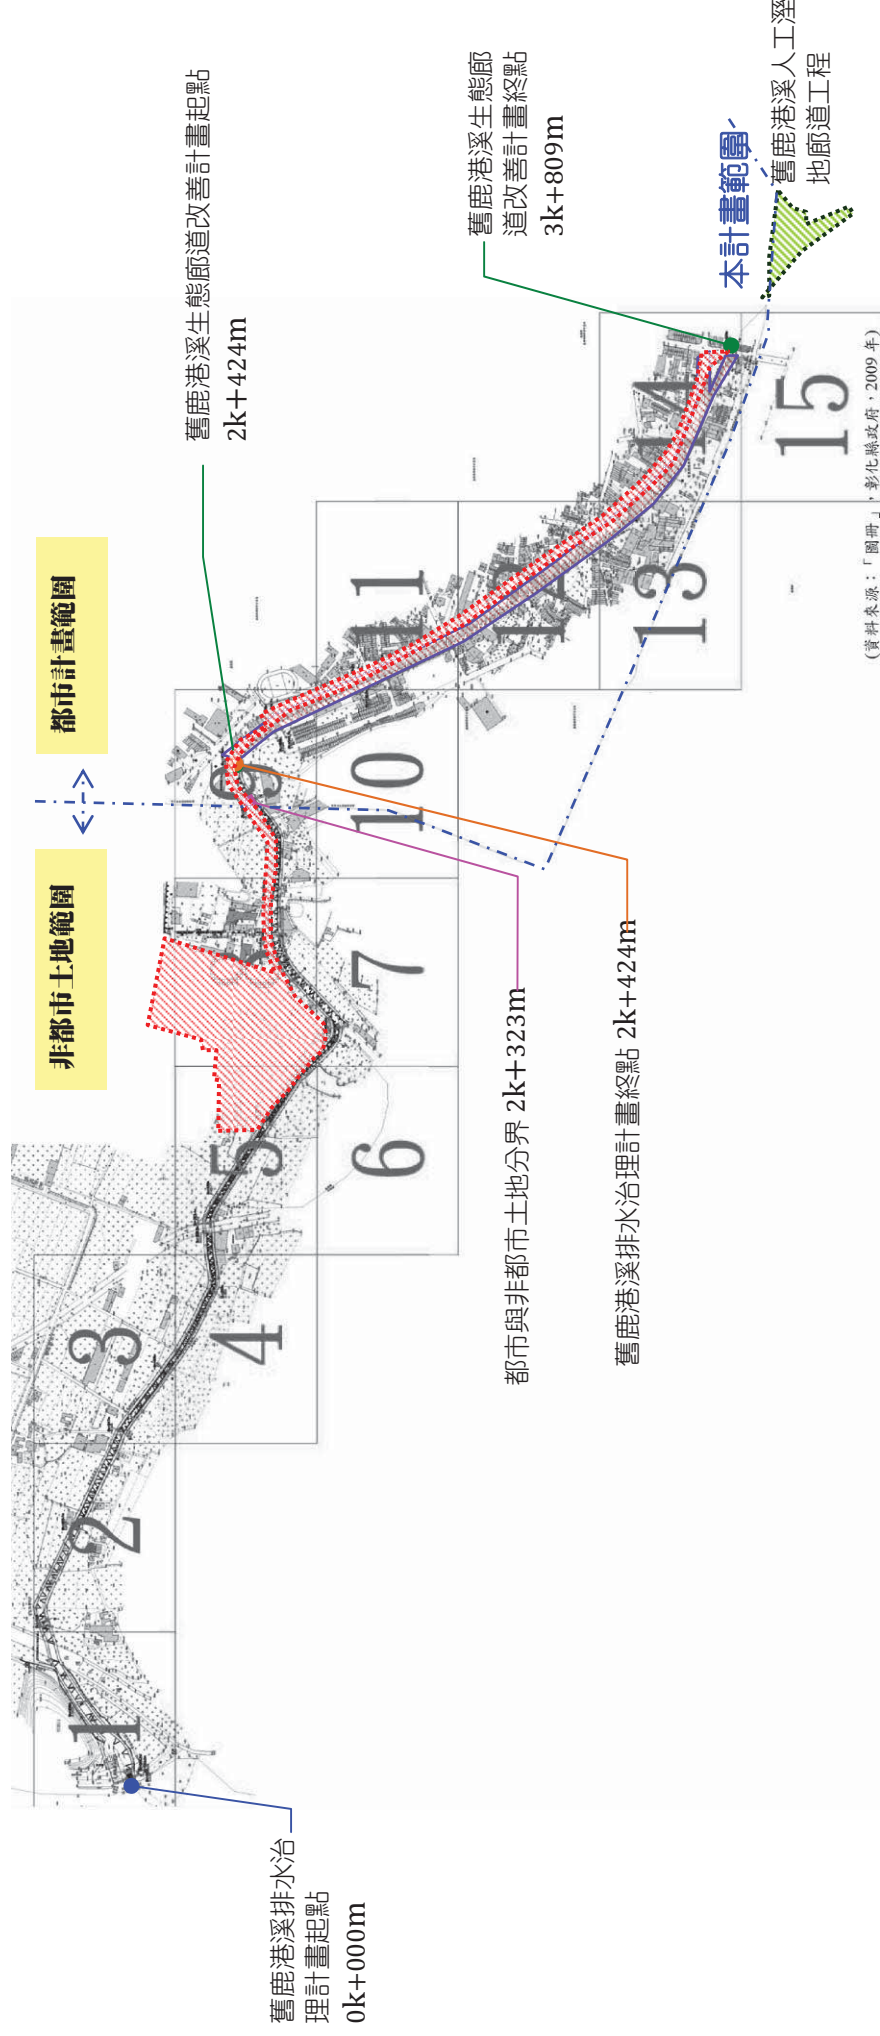 非都市土地範圍
都市計畫範圍
舊鹿港溪生態廊道改善計畫起點
2k+424m
舊鹿港溪生態廊
道改善計畫終點
3k+809m
本計畫範圍
舊鹿港溪人工溼
地廊道工程
舊鹿港溪排水治
理計畫起點
0k+000m
都市與非都市土地分界 2k+323m
舊鹿港溪排水治理計畫終點 2k+424m
1
2
3
4
5
6
7
9
10
11
12
13
14
15
(資料來源：「圖冊」，彰化縣政府，2009 年)